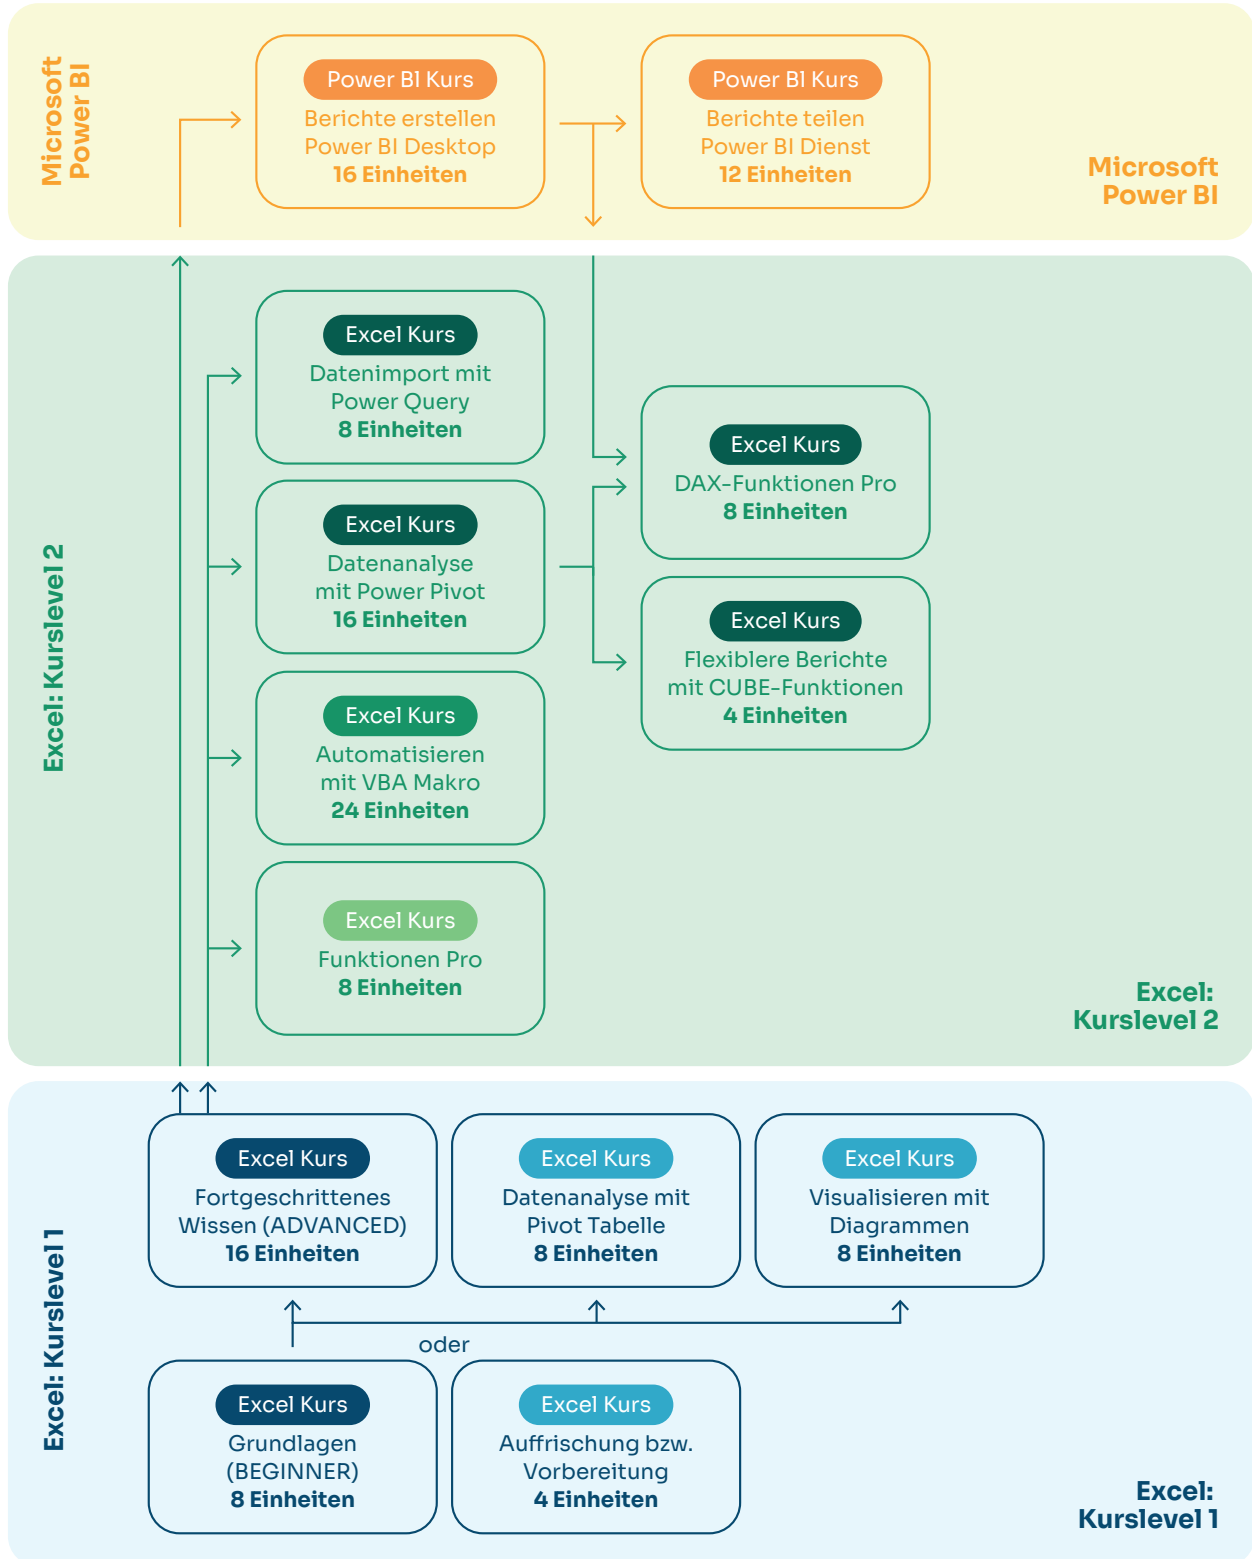 Microsoft
Power BI
Power BI Kurs
Berichte erstellen
Power BI Desktop
16 Einheiten
Power BI Kurs
Berichte teilen
Power BI Dienst
12 Einheiten
Microsoft
Power BI
Excel: Kurslevel 2
Excel Kurs
Datenimport mit
Power Query
8 Einheiten
Excel Kurs
Datenanalyse
mit Power Pivot
16 Einheiten
Excel Kurs
Automatisieren
mit VBA Makro
24 Einheiten
Excel Kurs
Funktionen Pro
8 Einheiten
Excel Kurs
DAX-Funktionen Pro
8 Einheiten
Excel Kurs
Flexiblere Berichte
mit CUBE-Funktionen
4 Einheiten
Excel:
Kurslevel 2
Excel: Kurslevel 1
Excel Kurs
Fortgeschrittenes
Wissen (ADVANCED)
16 Einheiten
Excel Kurs
Datenanalyse mit
Pivot Tabelle
8 Einheiten
Excel Kurs
Visualisieren mit
Diagrammen
8 Einheiten
oder
Excel Kurs
Grundlagen
(BEGINNER)
8 Einheiten
Excel Kurs
Auffrischung bzw.
Vorbereitung
4 Einheiten
Excel:
Kurslevel 1